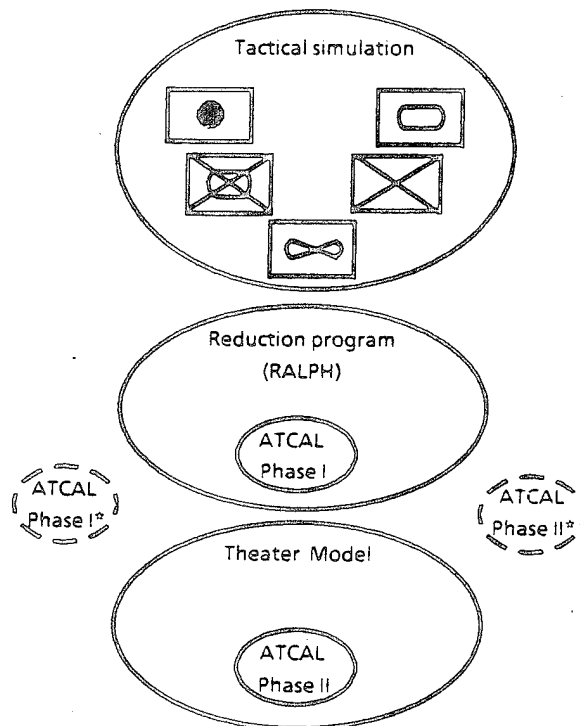 Tactical simulation
Reduction program
(RALPH)
ATCAL
Phase I
ATCAL
Phase I*
ATCAL
Phase II*
Theater Model
ATCAL
Phase II